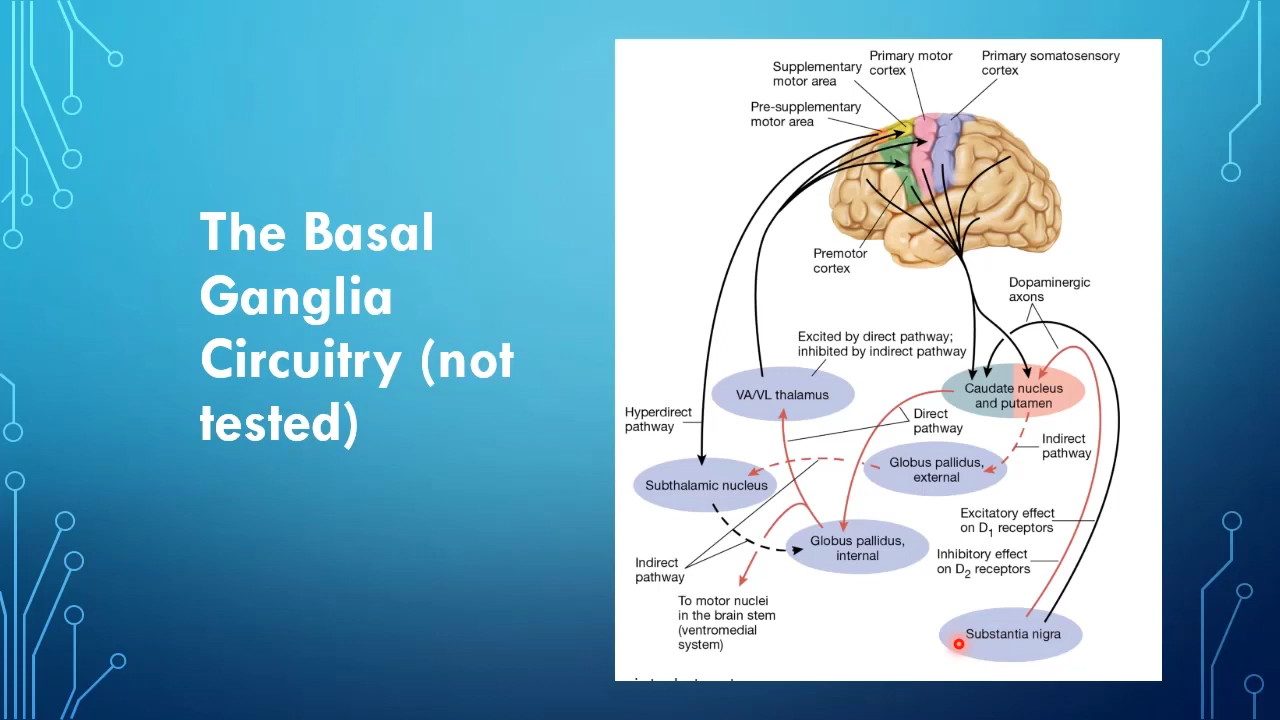 The Basal
Ganglia
Circuitry (not
tested)
Primary motor
cortex
Primary somatosensory
cortex
Supplementary
motor area
Pre-supplementary
motor area
Premotor
cortex
Dopaminergic
axons
Excited by direct pathway;
inhibited by indirect pathway
VA/VL thalamus
Caudate nucleus
and putamen
Hyperdirect
pathway
Direct
pathway
Indirect
pathway
Globus pallidus,
external
Subthalamic nucleus
Excitatory effect
on D1 receptors
Globus pallidus,
internal
Inhibitory effect
on D2 receptors
Indirect
pathway
To motor nuclei
in the brain stem
(ventromedial
system)
Substantia nigra